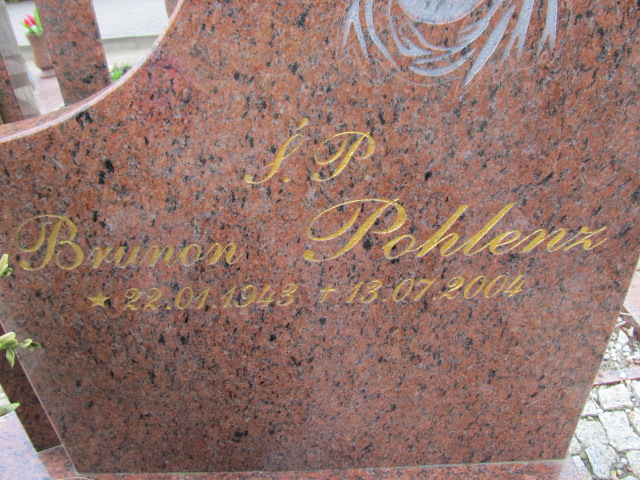 Ś. P.
Brunon Pohlenz
* 22.01.1943 + 13.07.2004